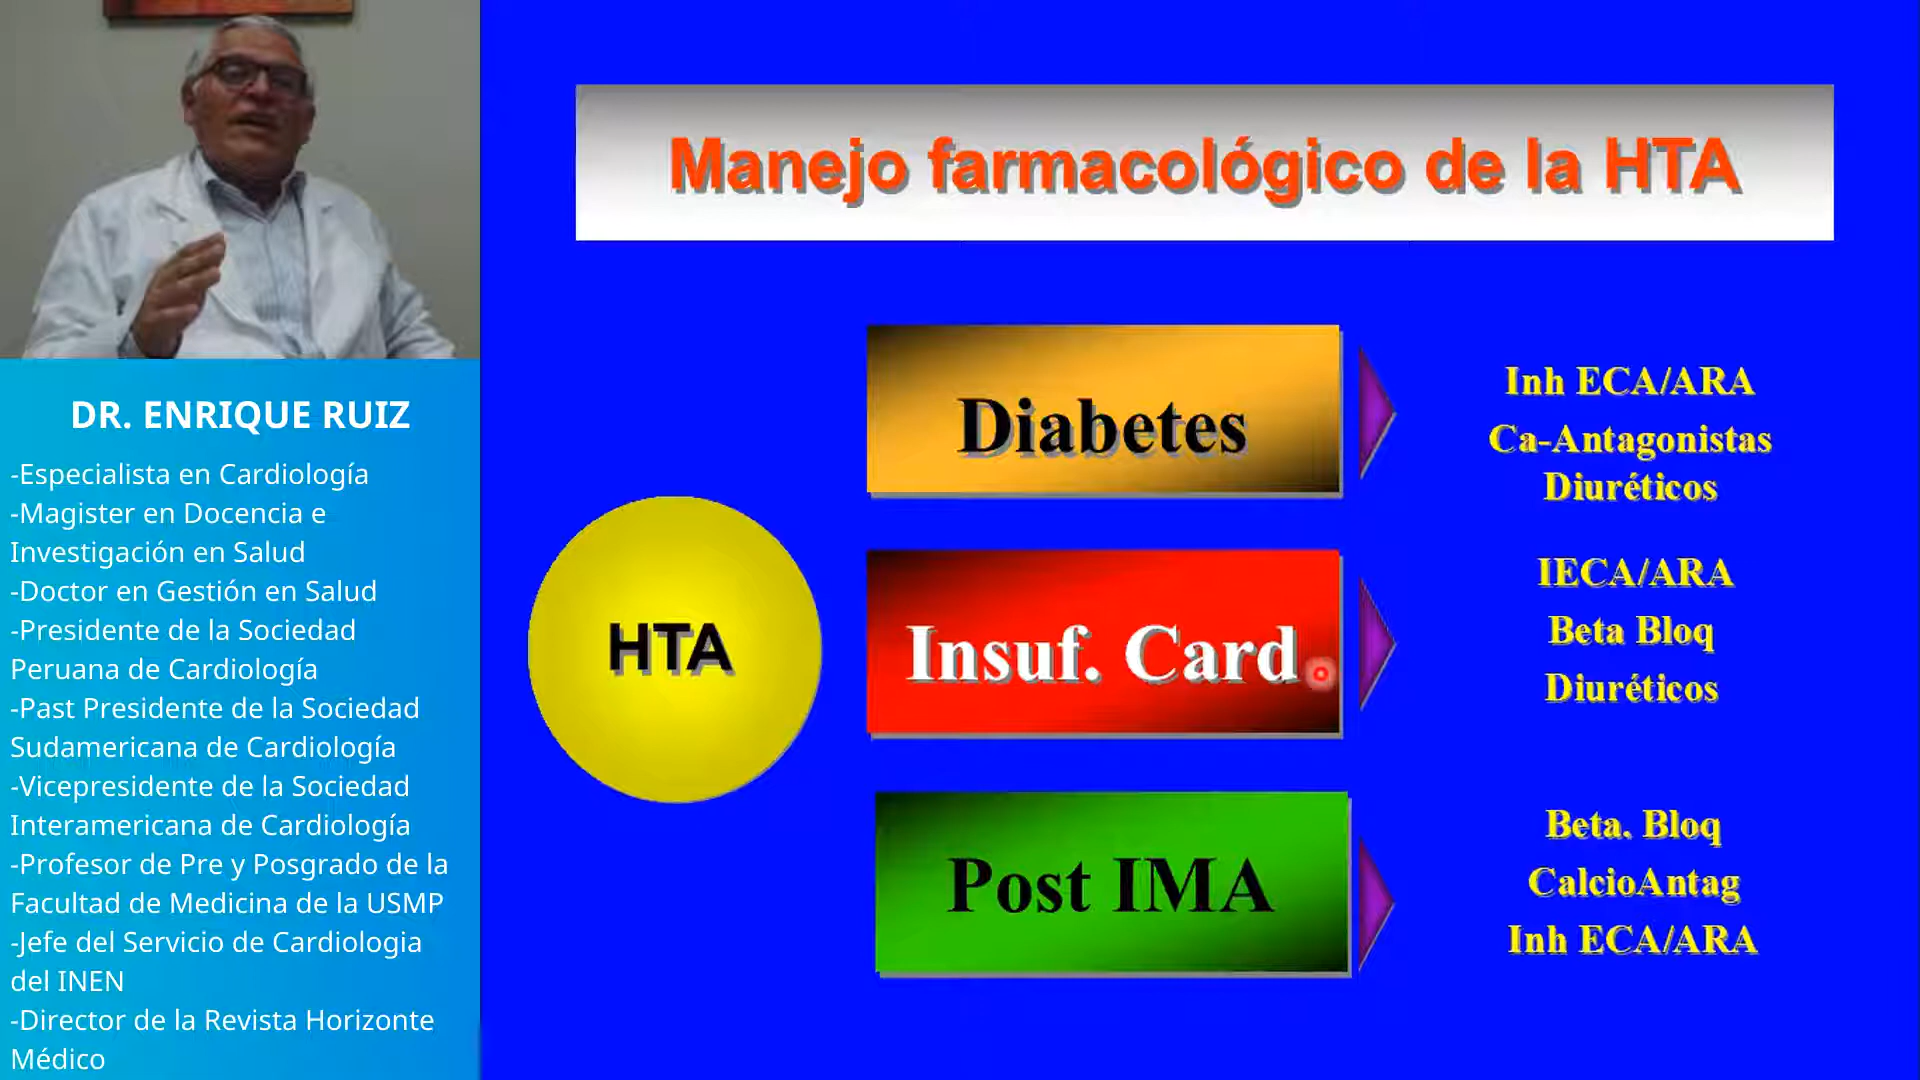 DR. ENRIQUE RUIZ
-Especialista en Cardiología
-Magister en Docencia e
Investigación en Salud
-Doctor en Gestión en Salud
-Presidente de la Sociedad
Peruana de Cardiología
-Past Presidente de la Sociedad
Sudamericana de Cardiología
-Vicepresidente de la Sociedad
Interamericana de Cardiología
-Profesor de Pre y Posgrado de la
Facultad de Medicina de la USMP
-Jefe del Servicio de Cardiologia
del INEN
-Director de la Revista Horizonte
Médico
Manejo farmacológico de la HTA
HTA
Diabetes
Inh ECA/ARA
Ca-Antagonistas
Diuréticos
Insuf. Card.
IECA/ARA
Beta Bloq
Diuréticos
Post IMA
Beta. Bloq
CalcioAntag
Inh ECA/ARA